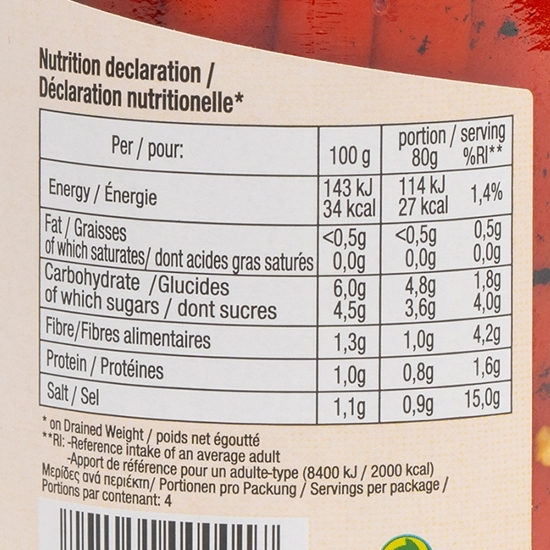 Nutrition declaration /
Déclaration nutritionelle*
Per / pour: 100 g portion / serving
80g %RI**
Energy / Énergie 143 kJ 114 kJ 1,4%
34 kcal 27 kcal
Fat / Graisses <0,5g <0,5g 0,5g
of which saturates/ dont acides gras saturés 0,0g 0,0g 0,0g
Carbohydrate /Glucides 6,0g 4,8g 1,8g
of which sugars / dont sucres 4,5g 3,6g 4,0g
Fibre/Fibres alimentaires 1,3g 1,0g 4,2g
Protein / Protéines 1,0g 0,8g 1,6g
Salt / Sel 1,1g 0,9g 15,0g
* on Drained Weight / poids net égoutté
**RI: -Reference intake of an average adult
-Apport de référence pour un adulte-type (8400 kJ / 2000 kcal)
Μερίδες ανά περιέκτη/ Portionen pro Packung / Servings per package /
Portions par contenant: 4